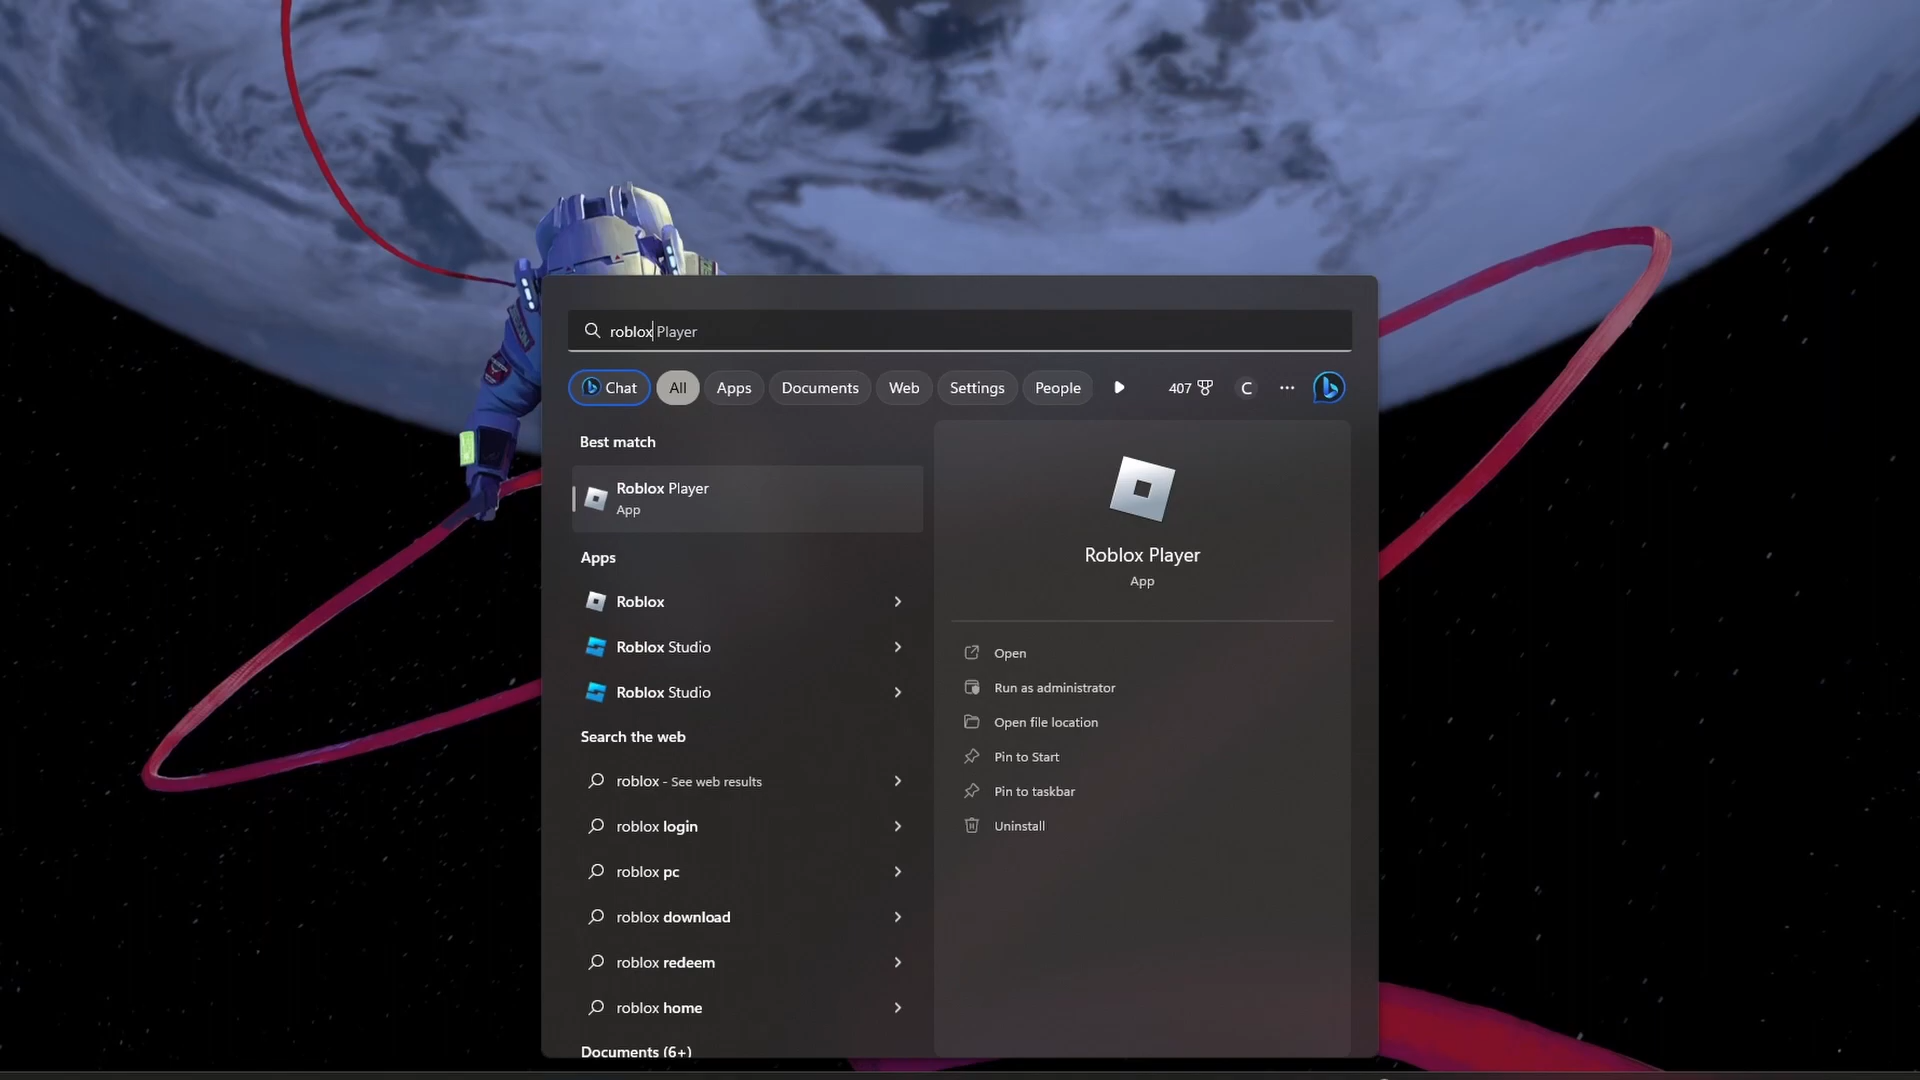 roblox Player
Chat All Apps Documents Web Settings People 407 C ...
Best match
Roblox Player
App
Apps
Roblox
Roblox Studio
Roblox Studio
Search the web
roblox - See web results
roblox login
roblox pc
roblox download
roblox redeem
roblox home
Documents (6+)
Roblox Player
App
Open
Run as administrator
Open file location
Pin to Start
Pin to taskbar
Uninstall